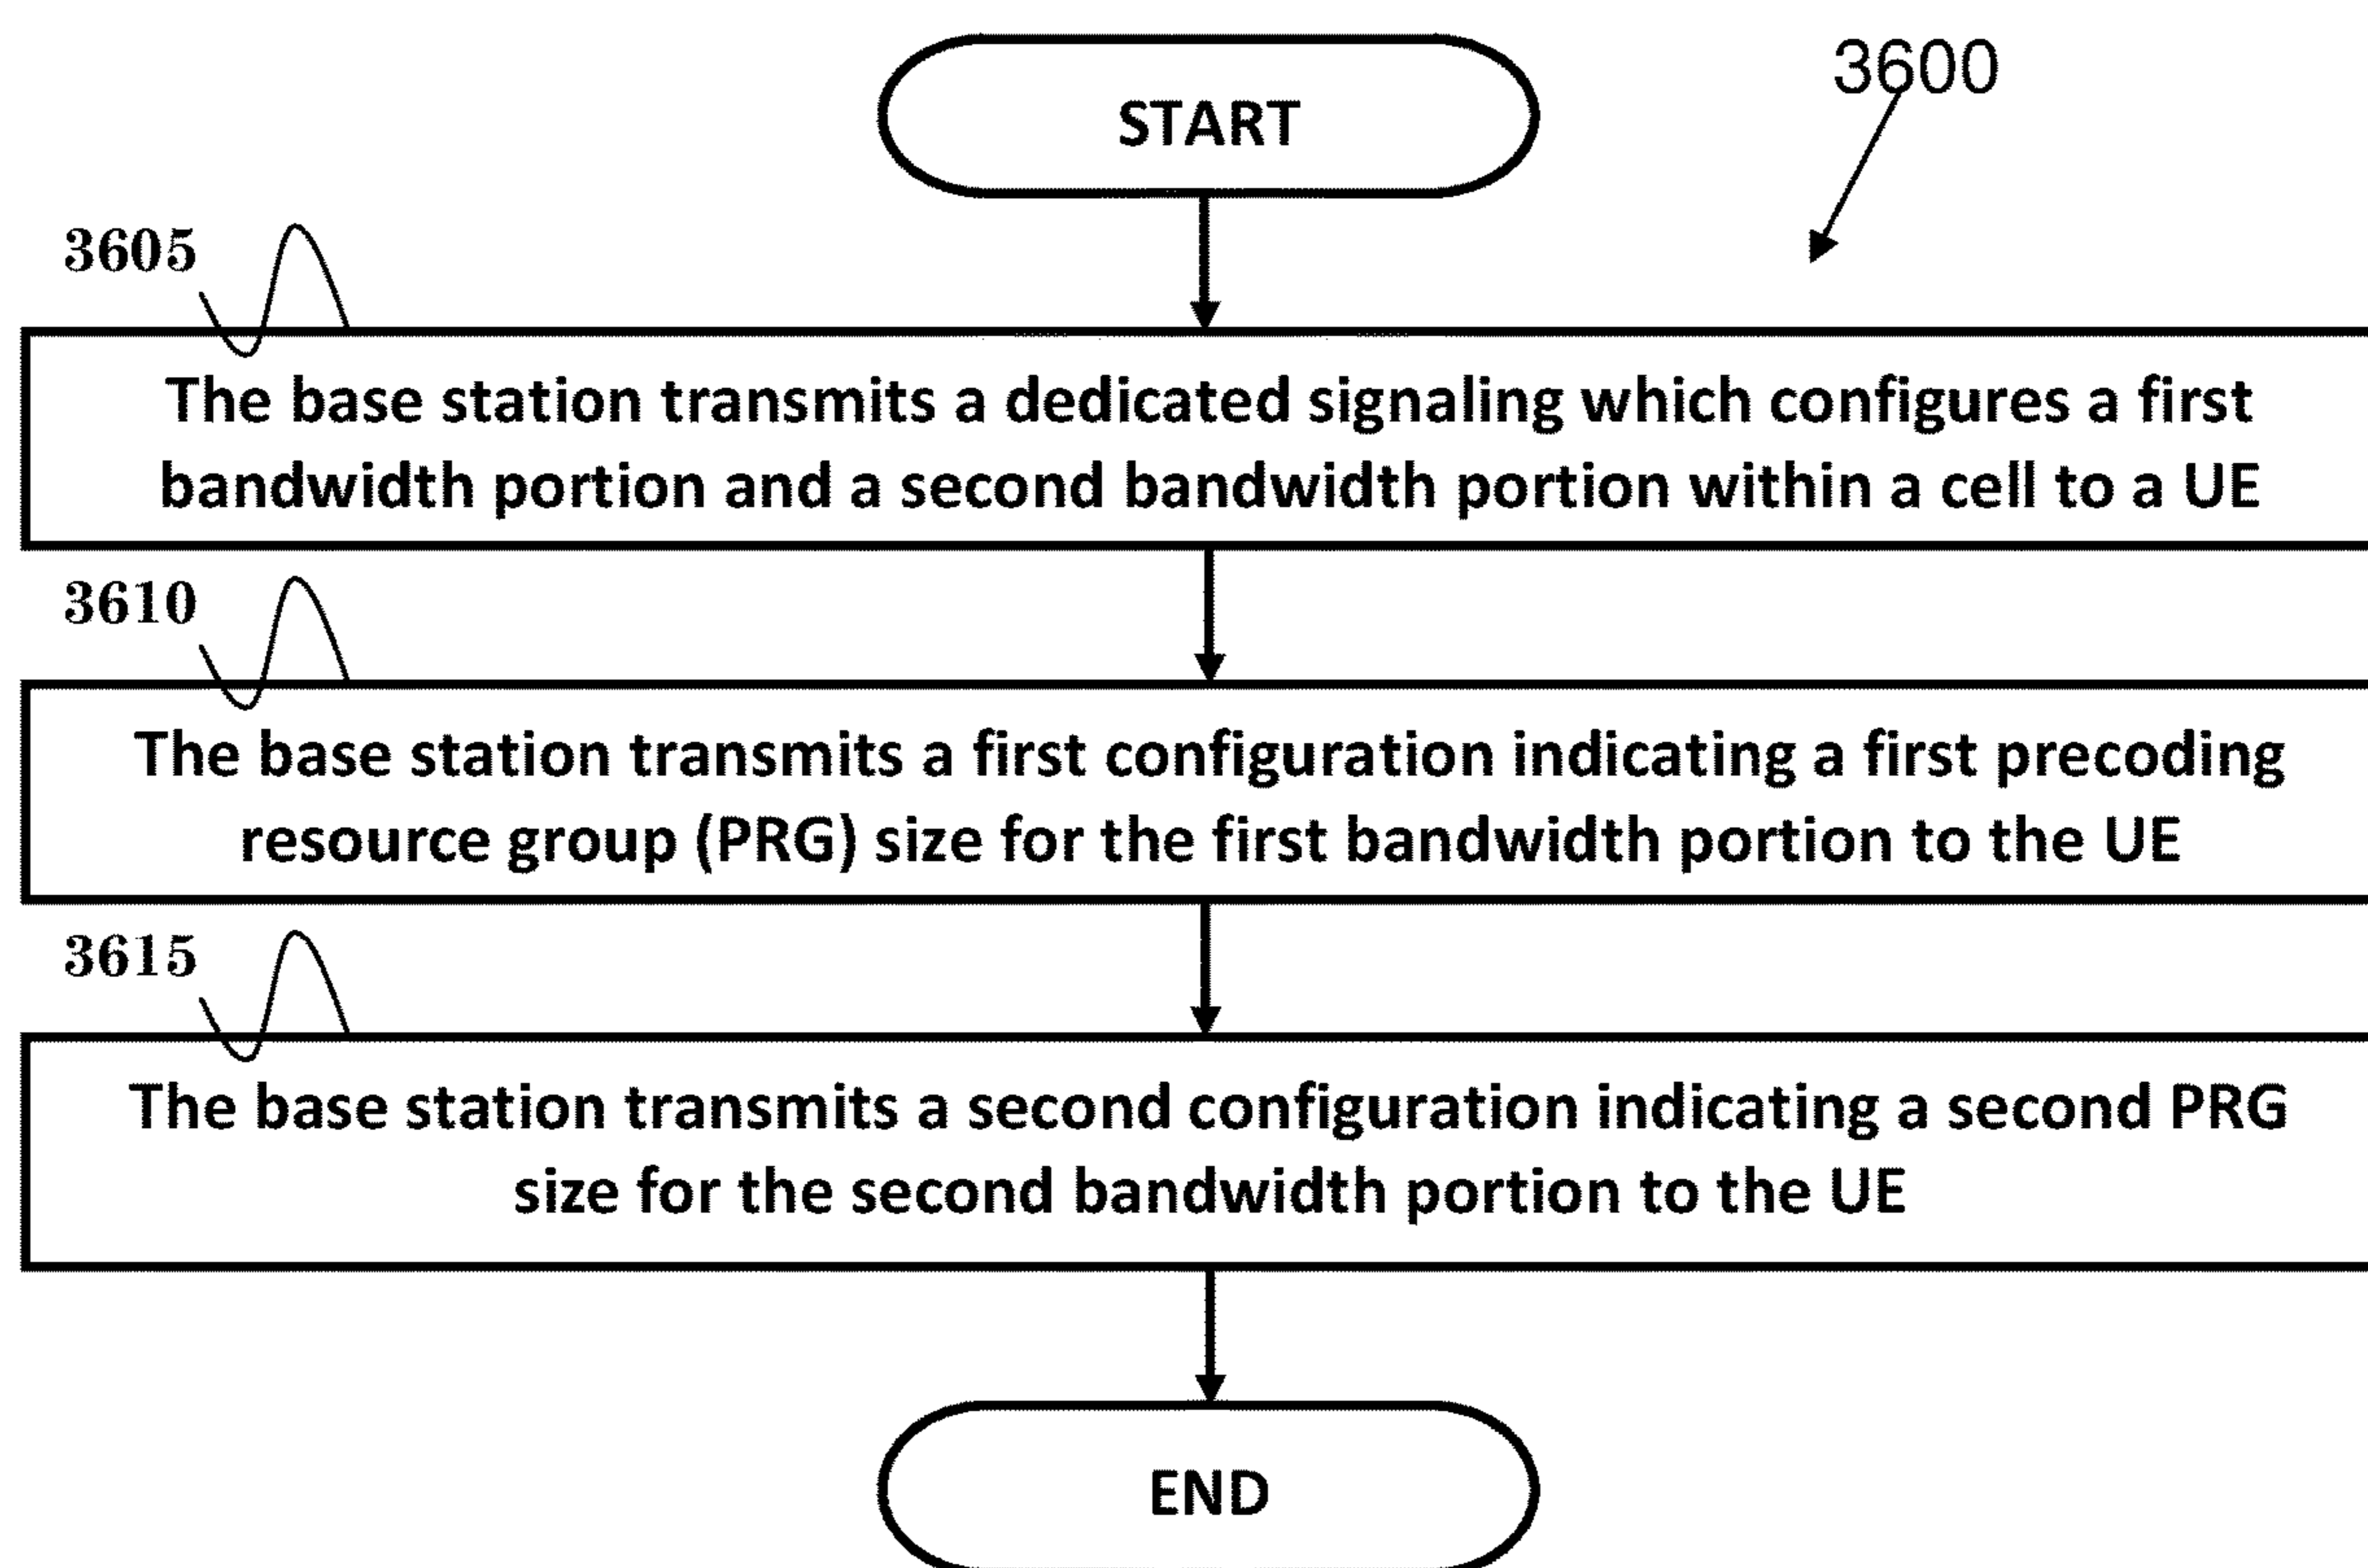 START
3600
3605
The base station transmits a dedicated signaling which configures a first
bandwidth portion and a second bandwidth portion within a cell to a UE
3610
The base station transmits a first configuration indicating a first precoding
resource group (PRG) size for the first bandwidth portion to the UE
3615
The base station transmits a second configuration indicating a second PRG
size for the second bandwidth portion to the UE
END